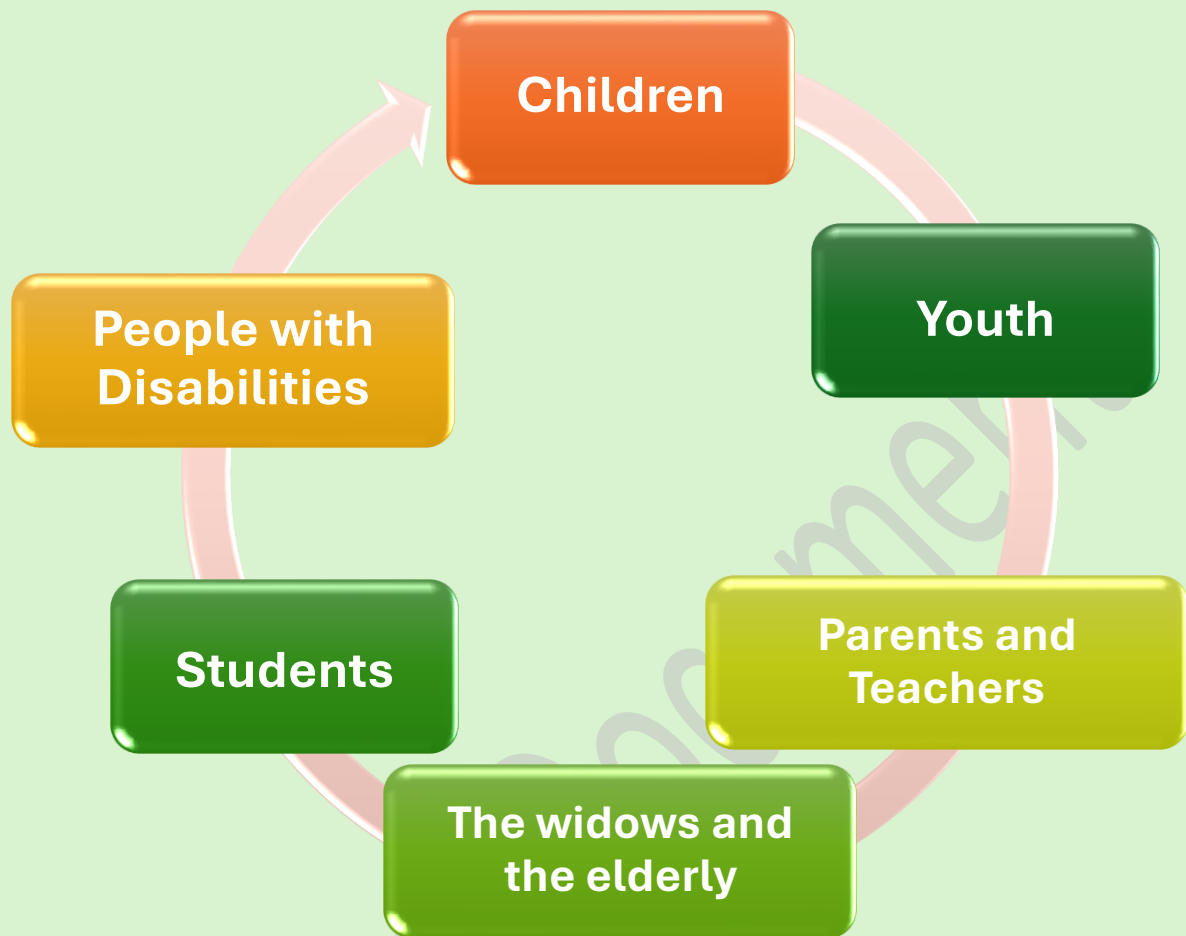 Children
Youth
Parents and
Teachers
The widows and
the elderly
Students
People with
Disabilities